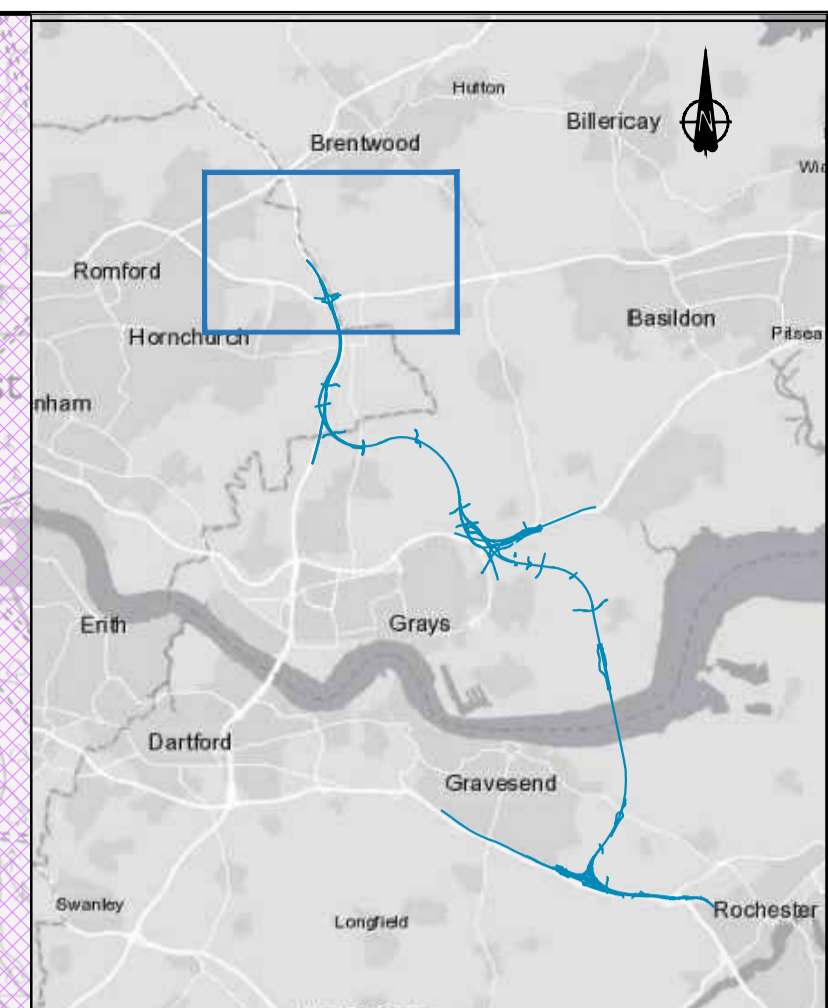 Hutton
Billericay
N
Brentwood
Romford
Basildon
Hornchurch
Pitsea
nham
Erith
Grays
Dartford
Gravesend
Swanley
Rochester
Longfield